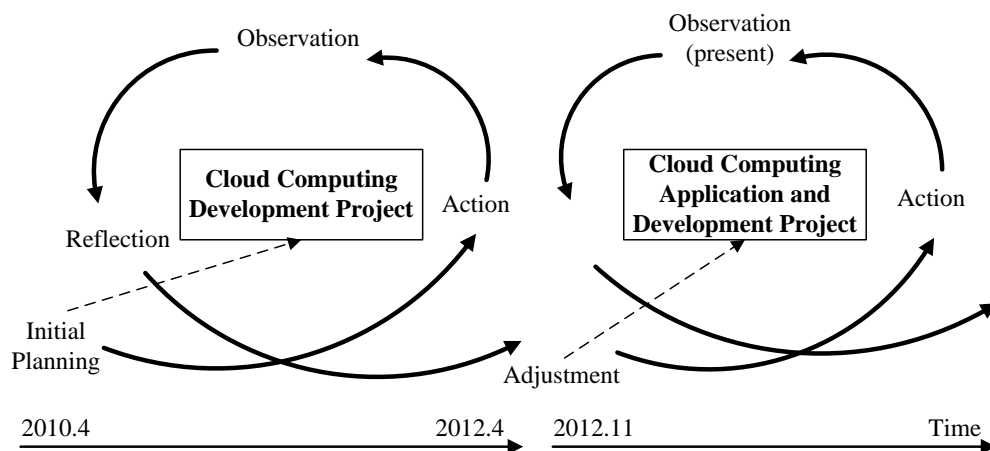 Observation
Cloud Computing
Development Project
Action
Reflection
Initial
Planning
2010.4
2012.4
Observation
(present)
Cloud Computing
Application and
Development Project
Action
Adjustment
2012.11
Time